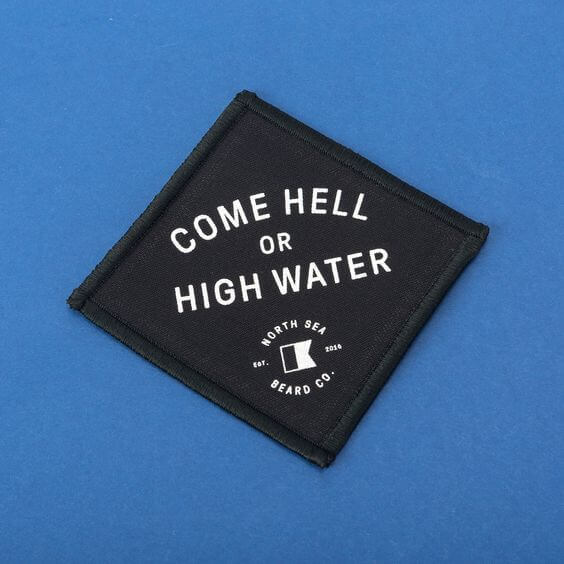 COME HELL
OR
HIGH WATER
NORTH SEA
EST. 2016
BEARD CO.